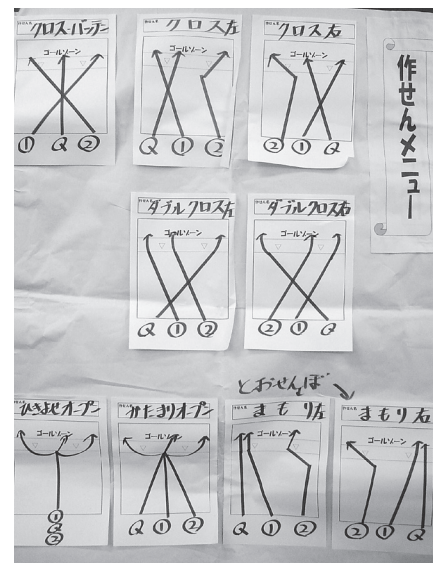 作せんメニュー
クロス・バーテン
ゴールゾーン
① Q ②
クロス左
ゴールゾーン
Q ① ②
クロス右
ゴールゾーン
② ① Q
ダブルクロス
ゴールゾーン
Q ① ②
ダブルクロス右
ゴールゾーン
② ① Q
ひきよせオープン
ゴールゾーン
①
Q
②
かたまりオープン
ゴールゾーン
Q ① ②
とおせんぼ
まもり左
ゴールゾーン
Q ① ②
まもり右
ゴールゾーン
② ① Q